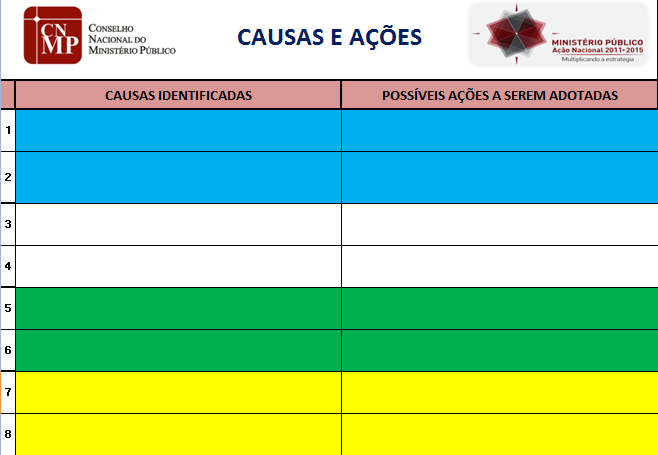 CNMP
CONSELHO
NACIONAL DO
MINISTÉRIO PÚBLICO
CAUSAS E AÇÕES
MINISTÉRIO PÚBLICO
Ação Nacional 2011-2015
Multiplicando a estratégia
CAUSAS IDENTIFICADAS
POSSÍVEIS AÇÕES A SEREM ADOTADAS
1
2
3
4
5
6
7
8